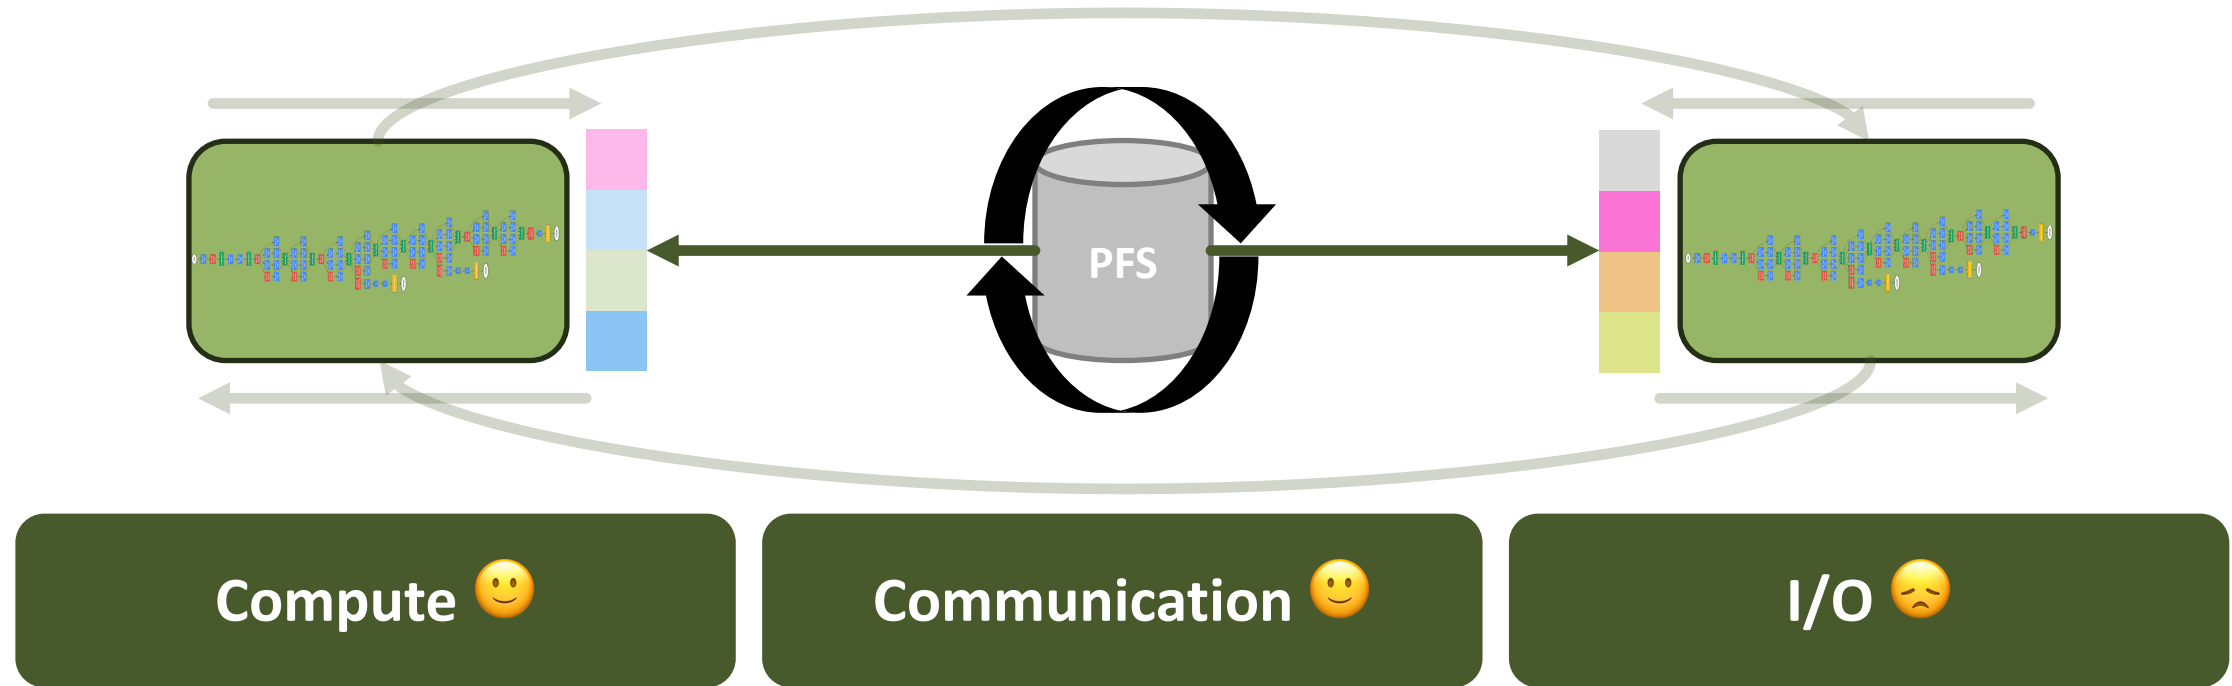 PFS
Compute 🙂
Communication 🙂
I/O 😞